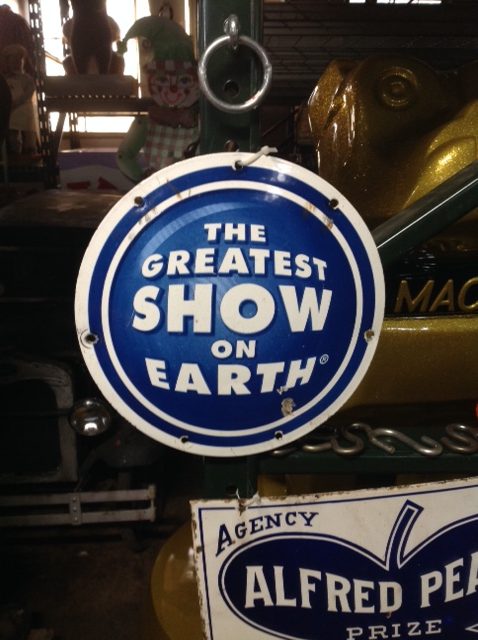 THE
GREATEST
SHOW
ON
EARTH®
MAC
AGENCY
ALFRED PEA
PRIZE